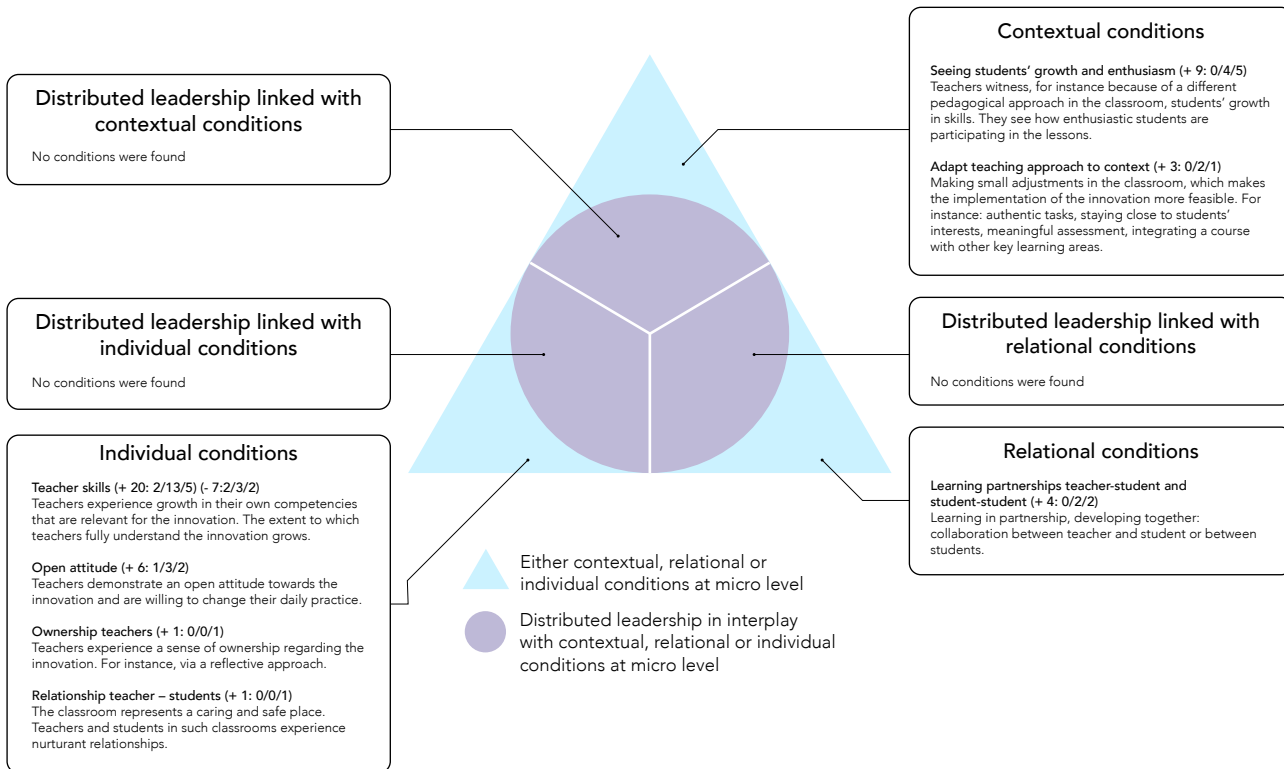 Distributed leadership linked with
contextual conditions
No conditions were found
Distributed leadership linked with
individual conditions
No conditions were found
Individual conditions
Teacher skills (+ 20: 2/13/5) (- 7:2/3/2)
Teachers experience growth in their own competencies
that are relevant for the innovation. The extent to which
teachers fully understand the innovation grows.
Open attitude (+ 6: 1/3/2)
Teachers demonstrate an open attitude towards the
innovation and are willing to change their daily practice.
Ownership teachers (+ 1: 0/0/1)
Teachers experience a sense of ownership regarding the
innovation. For instance, via a reflective approach.
Relationship teacher – students (+ 1: 0/0/1)
The classroom represents a caring and safe place.
Teachers and students in such classrooms experience
nurturant relationships.
Either contextual, relational or
individual conditions at micro level
Distributed leadership in interplay
with contextual, relational or individual
conditions at micro level
Contextual conditions
Seeing students’ growth and enthusiasm (+ 9: 0/4/5)
Teachers witness, for instance because of a different
pedagogical approach in the classroom, students’ growth
in skills. They see how enthusiastic students are
participating in the lessons.
Adapt teaching approach to context (+ 3: 0/2/1)
Making small adjustments in the classroom, which makes
the implementation of the innovation more feasible. For
instance: authentic tasks, staying close to students’
interests, meaningful assessment, integrating a course
with other key learning areas.
Distributed leadership linked with
relational conditions
No conditions were found
Relational conditions
Learning partnerships teacher-student and
student-student (+ 4: 0/2/2)
Learning in partnership, developing together:
collaboration between teacher and student or between
students.